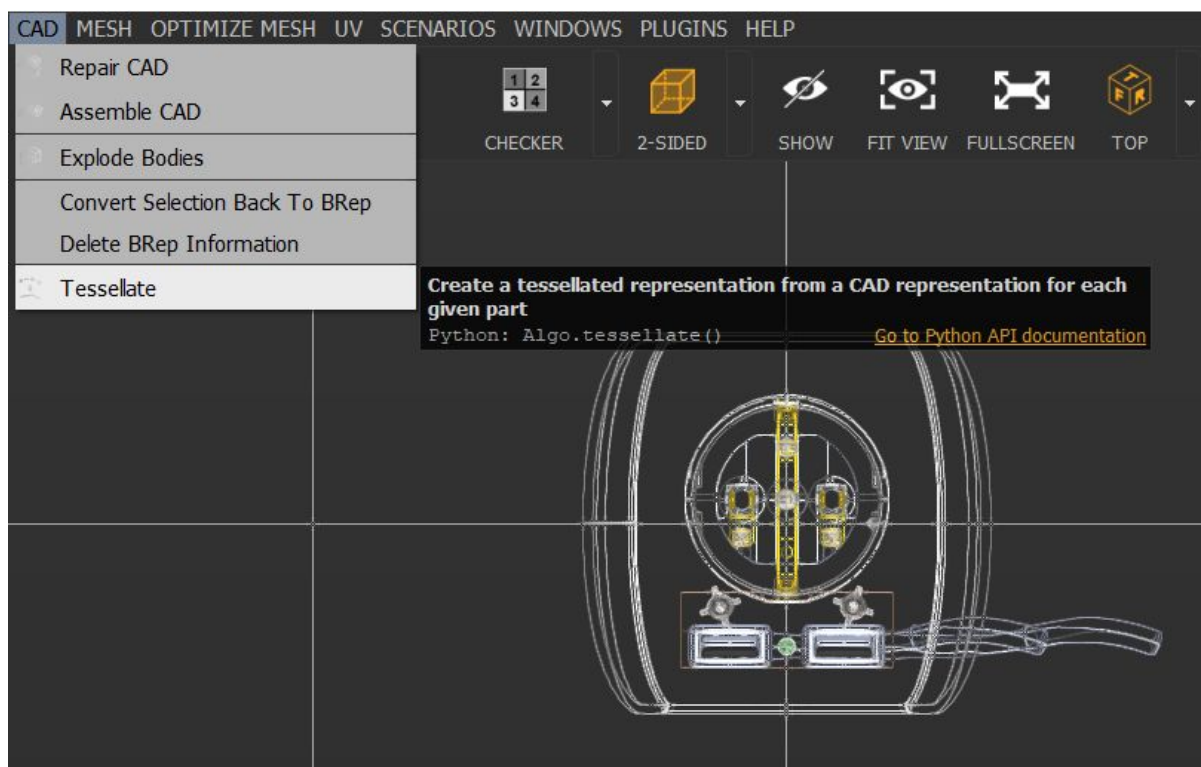 CAD MESH OPTIMIZE MESH UV SCENARIOS WINDOWS PLUGINS HELP
Repair CAD
Assemble CAD
Explode Bodies
Convert Selection Back To BRep
Delete BRep Information
Tessellate
1 2
3 4
CHECKER 2-SIDED SHOW FIT VIEW FULLSCREEN TOP
T
F R
Create a tessellated representation from a CAD representation for each
given part
Python: Algo.tessellate() Go to Python API documentation